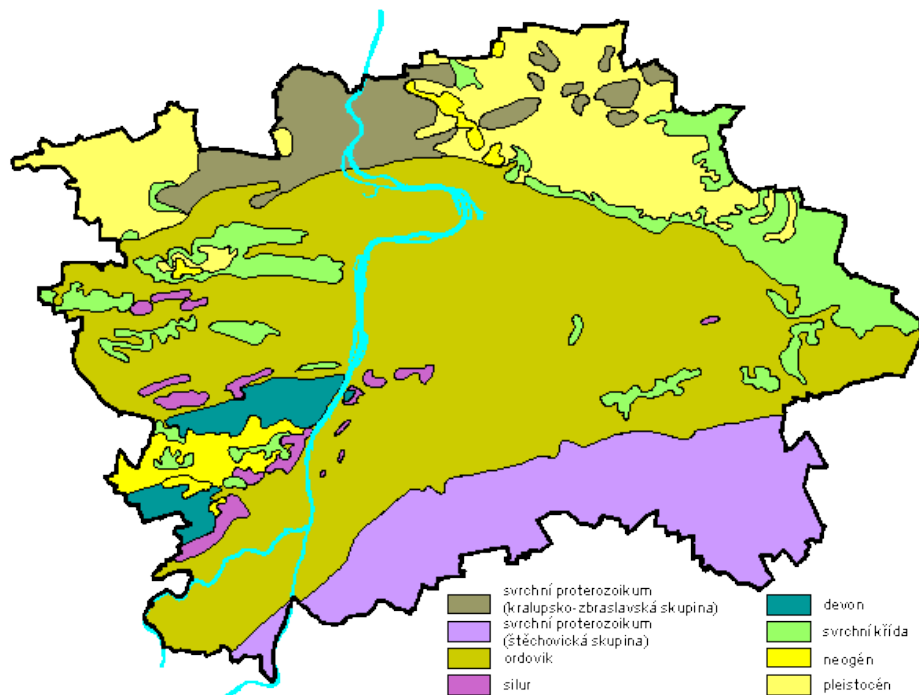 svrchní proterozoikum
(kralupsko-zbraslavská skupina)
svrchní proterozoikum
(štěchovická skupina)
ordovik
silur
devon
svrchní křída
neogén
pleistocén